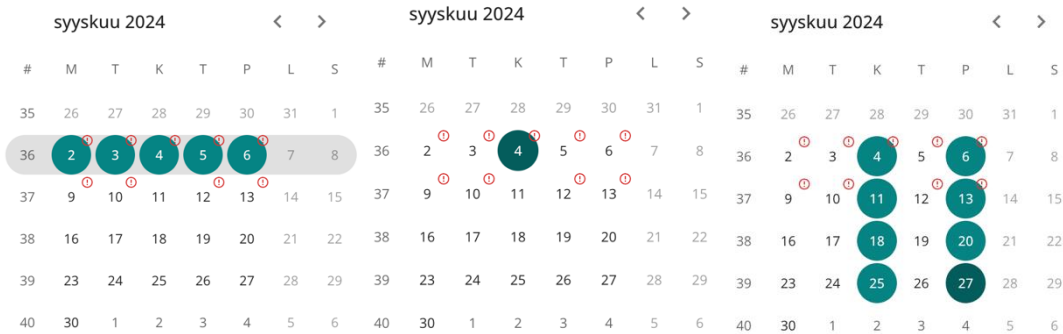 syyskuu 2024 < >
# M T K T P L S
35 26 27 28 29 30 31 1
36 2 3 4 5 6 7 8
37 9 10 11 12 13 14 15
38 16 17 18 19 20 21 22
39 23 24 25 26 27 28 29
40 30 1 2 3 4 5 6
syyskuu 2024 < >
# M T K T P L S
35 26 27 28 29 30 31 1
36 2 3 4 5 6 7 8
37 9 10 11 12 13 14 15
38 16 17 18 19 20 21 22
39 23 24 25 26 27 28 29
40 30 1 2 3 4 5 6
syyskuu 2024 < >
# M T K T P L S
35 26 27 28 29 30 31 1
36 2 3 4 5 6 7 8
37 9 10 11 12 13 14 15
38 16 17 18 19 20 21 22
39 23 24 25 26 27 28 29
40 30 1 2 3 4 5 6